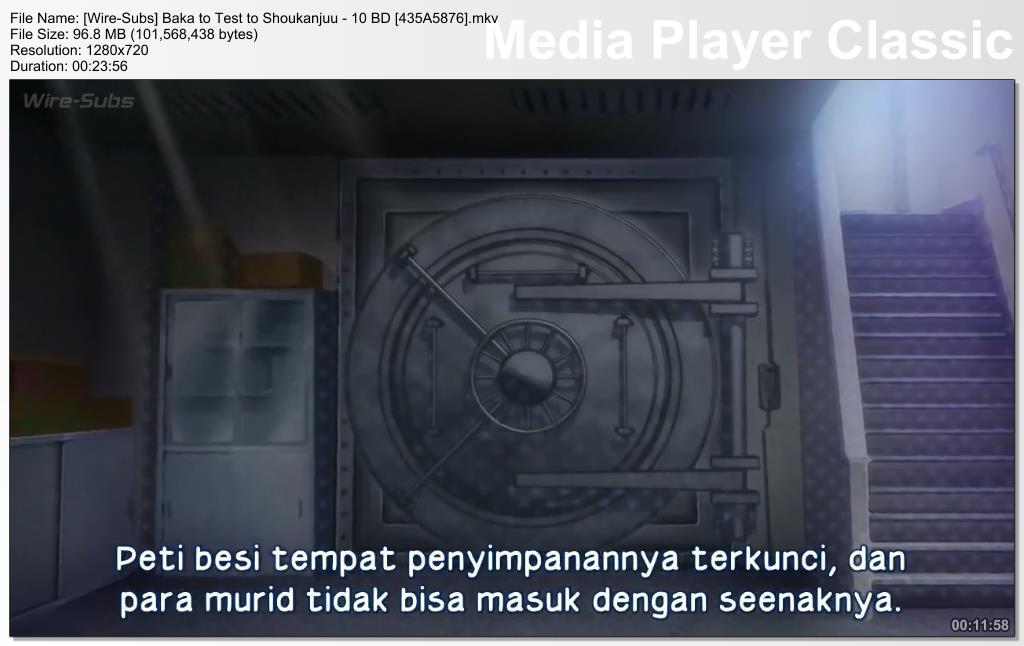 File Name: [Wire-Subs] Baka to Test to Shoukanjuu - 10 BD [435A5876].mkv
File Size: 96.8 MB (101,568,438 bytes)
Resolution: 1280x720
Duration: 00:23:56
Media Player Classic
Wire-Subs
Peti besi tempat penyimpanannya terkunci, dan
para murid tidak bisa masuk dengan seenaknya.
00:11:58